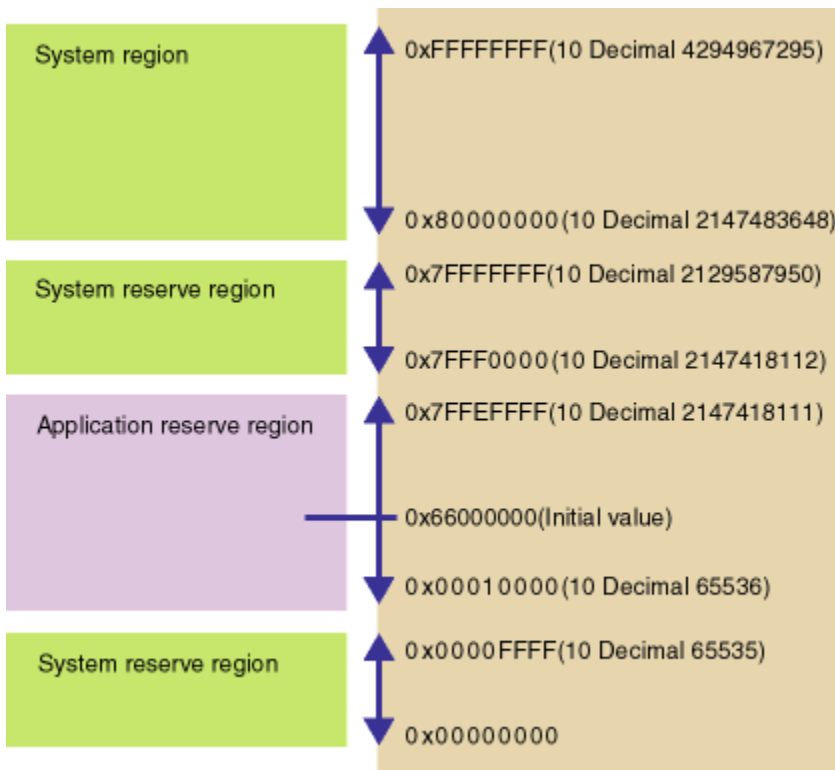 System region
0xFFFFFFFF(10 Decimal 4294967295)
0x80000000(10 Decimal 2147483648)
System reserve region
0x7FFFFFFF(10 Decimal 2129587950)
0x7FFF0000(10 Decimal 2147418112)
Application reserve region
0x7FFEFFFF(10 Decimal 2147418111)
0x66000000(Initial value)
0x00010000(10 Decimal 65536)
System reserve region
0x0000FFFF(10 Decimal 65535)
0x00000000